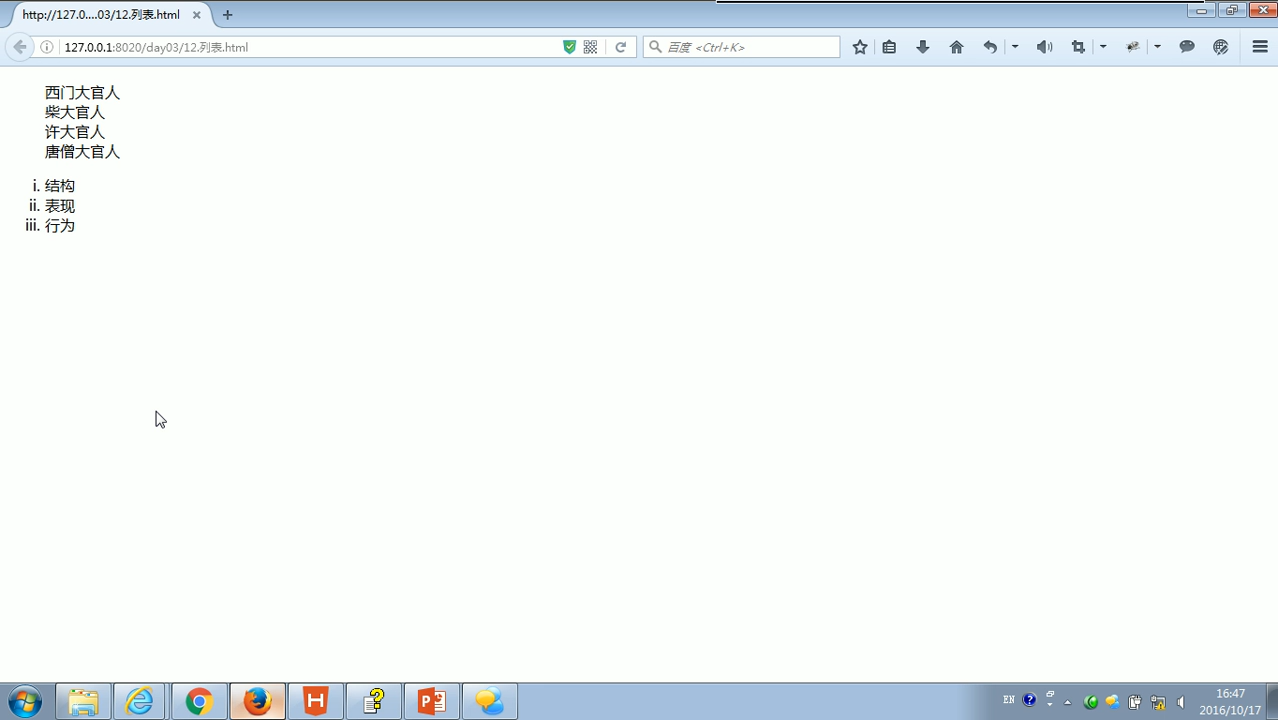 http://127.0....03/12.列表.html
127.0.0.1:8020/day03/12.列表.html
百度 <Ctrl+K>
西门大官人
柴大官人
许大官人
唐僧大官人
i. 结构
ii. 表现
iii. 行为
EN
16:47
2016/10/17